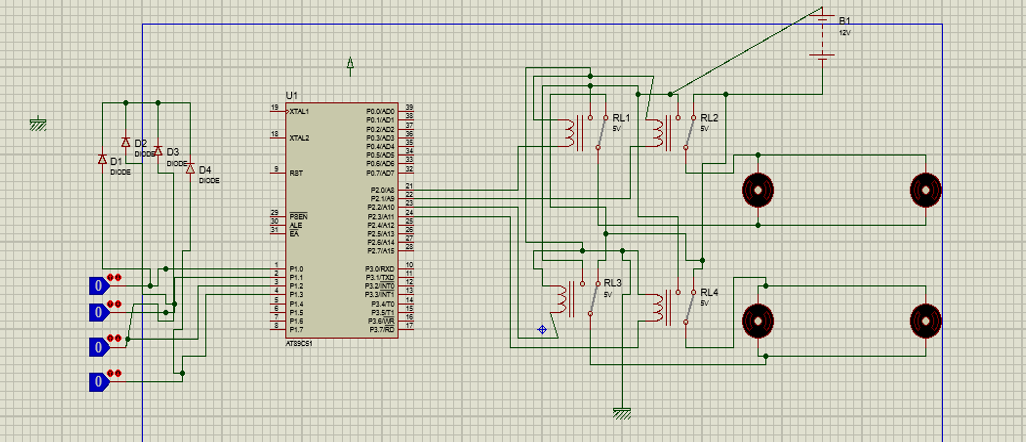 B1
12V
U1
19 XTAL1
18 XTAL2
9 RST
29 PSEN
30 ALE
31 EA
1 P1.0
2 P1.1
3 P1.2
4 P1.3
5 P1.4
6 P1.5
7 P1.6
8 P1.7
P0.0/AD0 39
P0.1/AD1 38
P0.2/AD2 37
P0.3/AD3 36
P0.4/AD4 35
P0.5/AD5 34
P0.6/AD6 33
P0.7/AD7 32
P2.0/A8 21
P2.1/A9 22
P2.2/A10 23
P2.3/A11 24
P2.4/A12 25
P2.5/A13 26
P2.6/A14 27
P2.7/A15 28
P3.0/RXD 10
P3.1/TXD 11
P3.2/INT0 12
P3.3/INT1 13
P3.4/T0 14
P3.5/T1 15
P3.6/WR 16
P3.7/RD 17
AT89C51
D1
DIODE
D2
DIODE
D3
DIODE
D4
DIODE
0
0
0
0
RL1
5V
RL2
5V
RL3
5V
RL4
5V